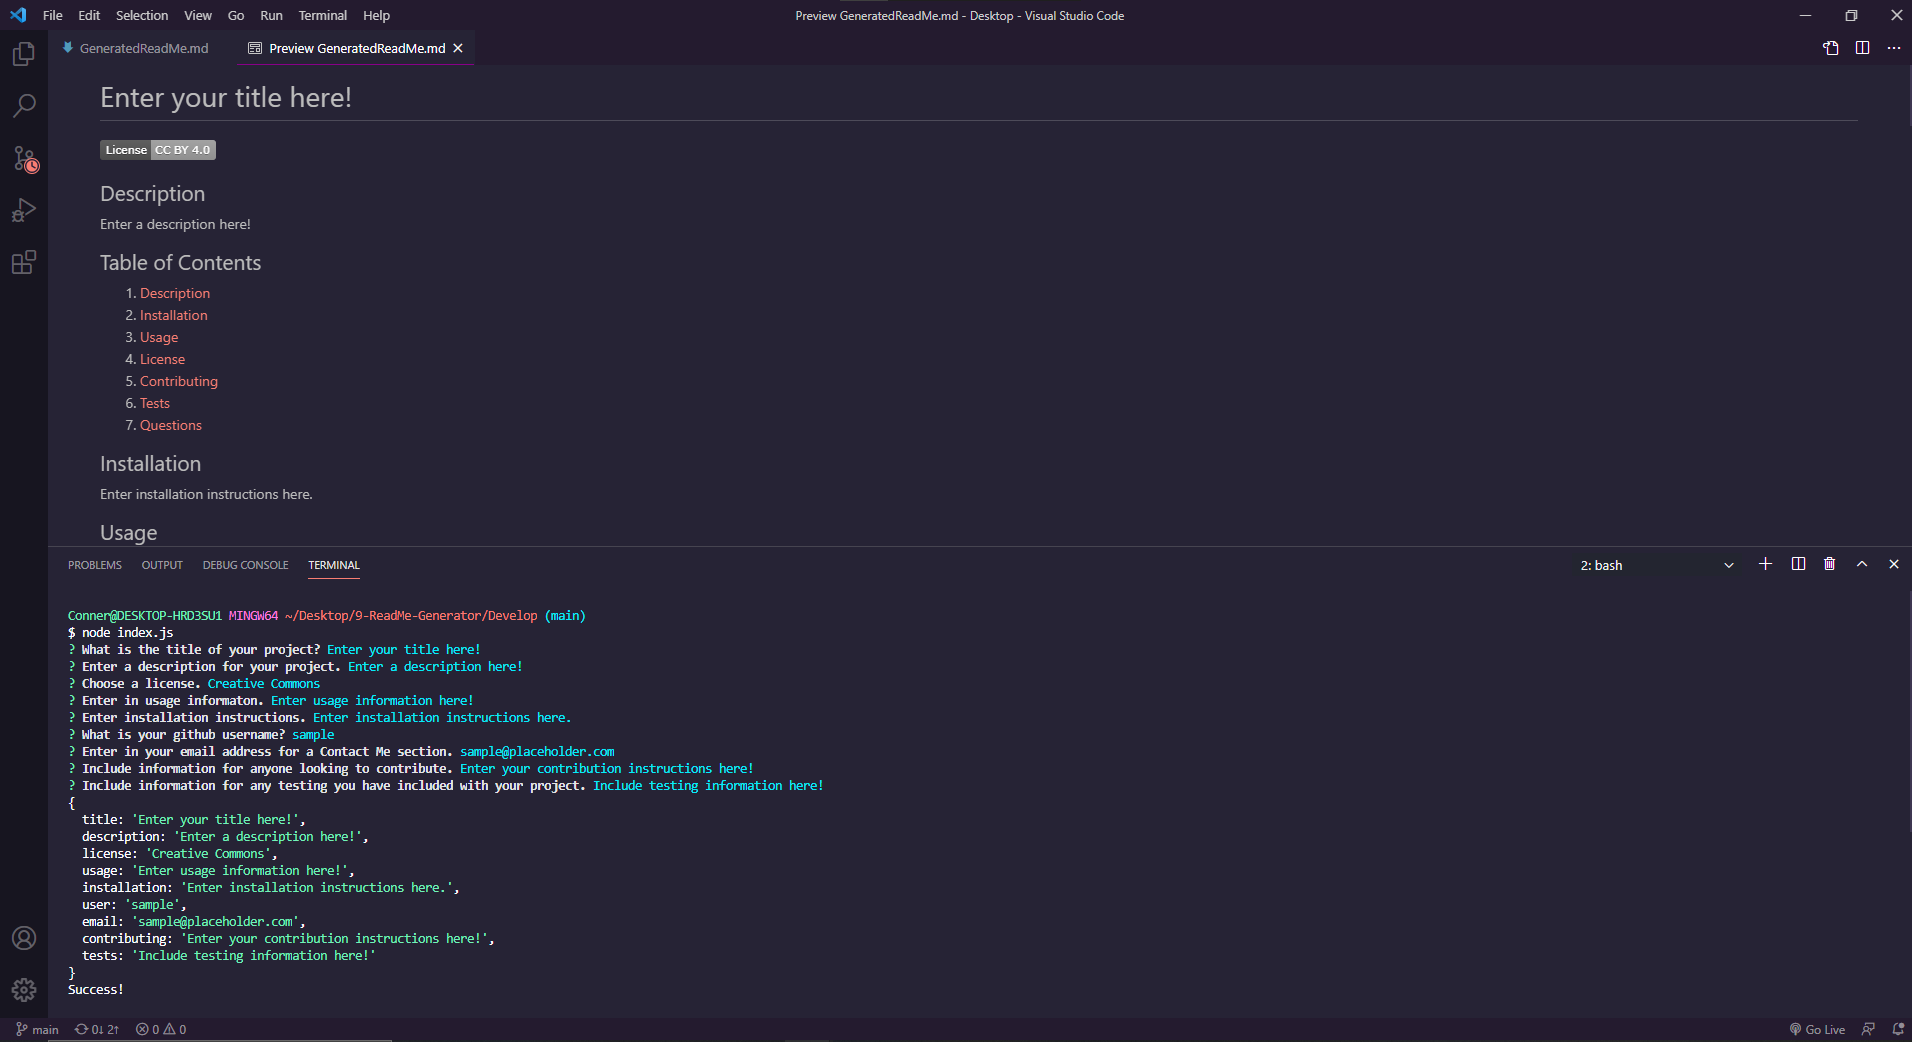 File Edit Selection View Go Run Terminal Help
Preview GeneratedReadMe.md - Desktop - Visual Studio Code
GeneratedReadMe.md
Preview GeneratedReadMe.md
Enter your title here!
License CC BY 4.0
Description
Enter a description here!
Table of Contents
1. Description
2. Installation
3. Usage
4. License
5. Contributing
6. Tests
7. Questions
Installation
Enter installation instructions here.
Usage
PROBLEMS OUTPUT DEBUG CONSOLE TERMINAL
2: bash
Conner@DESKTOP-HRD3SU1 MINGW64 ~/Desktop/9-ReadMe-Generator/Develop (main)
$ node index.js
? What is the title of your project? Enter your title here!
? Enter a description for your project. Enter a description here!
? Choose a license. Creative Commons
? Enter in usage informaton. Enter usage information here!
? Enter installation instructions. Enter installation instructions here.
? What is your github username? sample
? Enter in your email address for a Contact Me section. sample@placeholder.com
? Include information for anyone looking to contribute. Enter your contribution instructions here!
? Include information for any testing you have included with your project. Include testing information here!
{
title: 'Enter your title here!',
description: 'Enter a description here!',
license: 'Creative Commons',
usage: 'Enter usage information here!',
installation: 'Enter installation instructions here.',
user: 'sample',
email: 'sample@placeholder.com',
contributing: 'Enter your contribution instructions here!',
tests: 'Include testing information here!'
}
Success!
main 0↓ 2↑ 0 0
Go Live